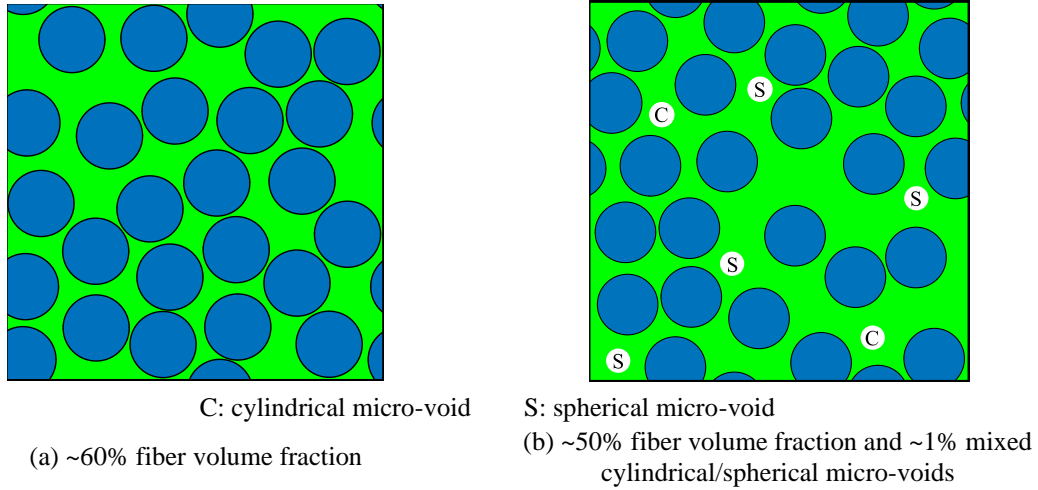 S
C
S
S
C
S
C: cylindrical micro-void
S: spherical micro-void
(a) ~60% fiber volume fraction
(b) ~50% fiber volume fraction and ~1% mixed
cylindrical/spherical micro-voids